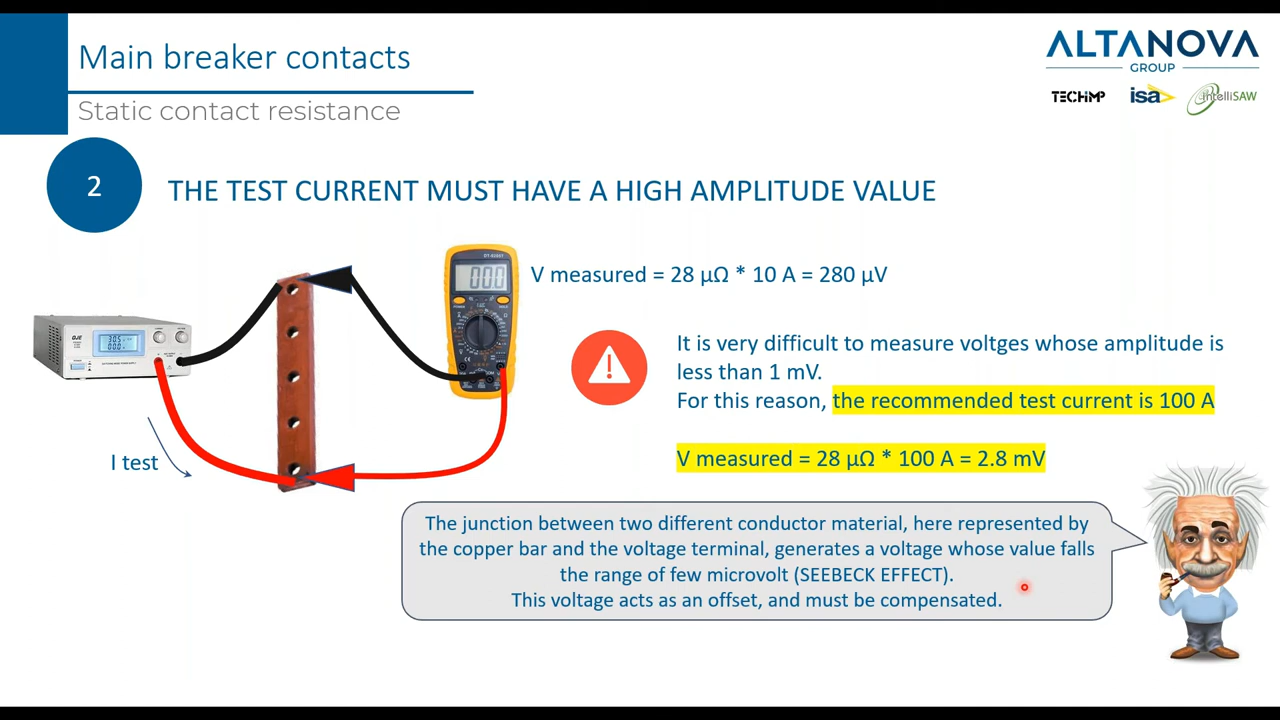 Main breaker contacts
Static contact resistance
ALTANOVA
GROUP
TECHIMP
isa
intelliSAW
2
THE TEST CURRENT MUST HAVE A HIGH AMPLITUDE VALUE
V measured = 28 µΩ * 10 A = 280 µV
000
It is very difficult to measure voltges whose amplitude is
less than 1 mV.
For this reason, the recommended test current is 100 A
V measured = 28 µΩ * 100 A = 2.8 mV
I test
The junction between two different conductor material, here represented by
the copper bar and the voltage terminal, generates a voltage whose value falls
the range of few microvolt (SEEBECK EFFECT).
This voltage acts as an offset, and must be compensated.